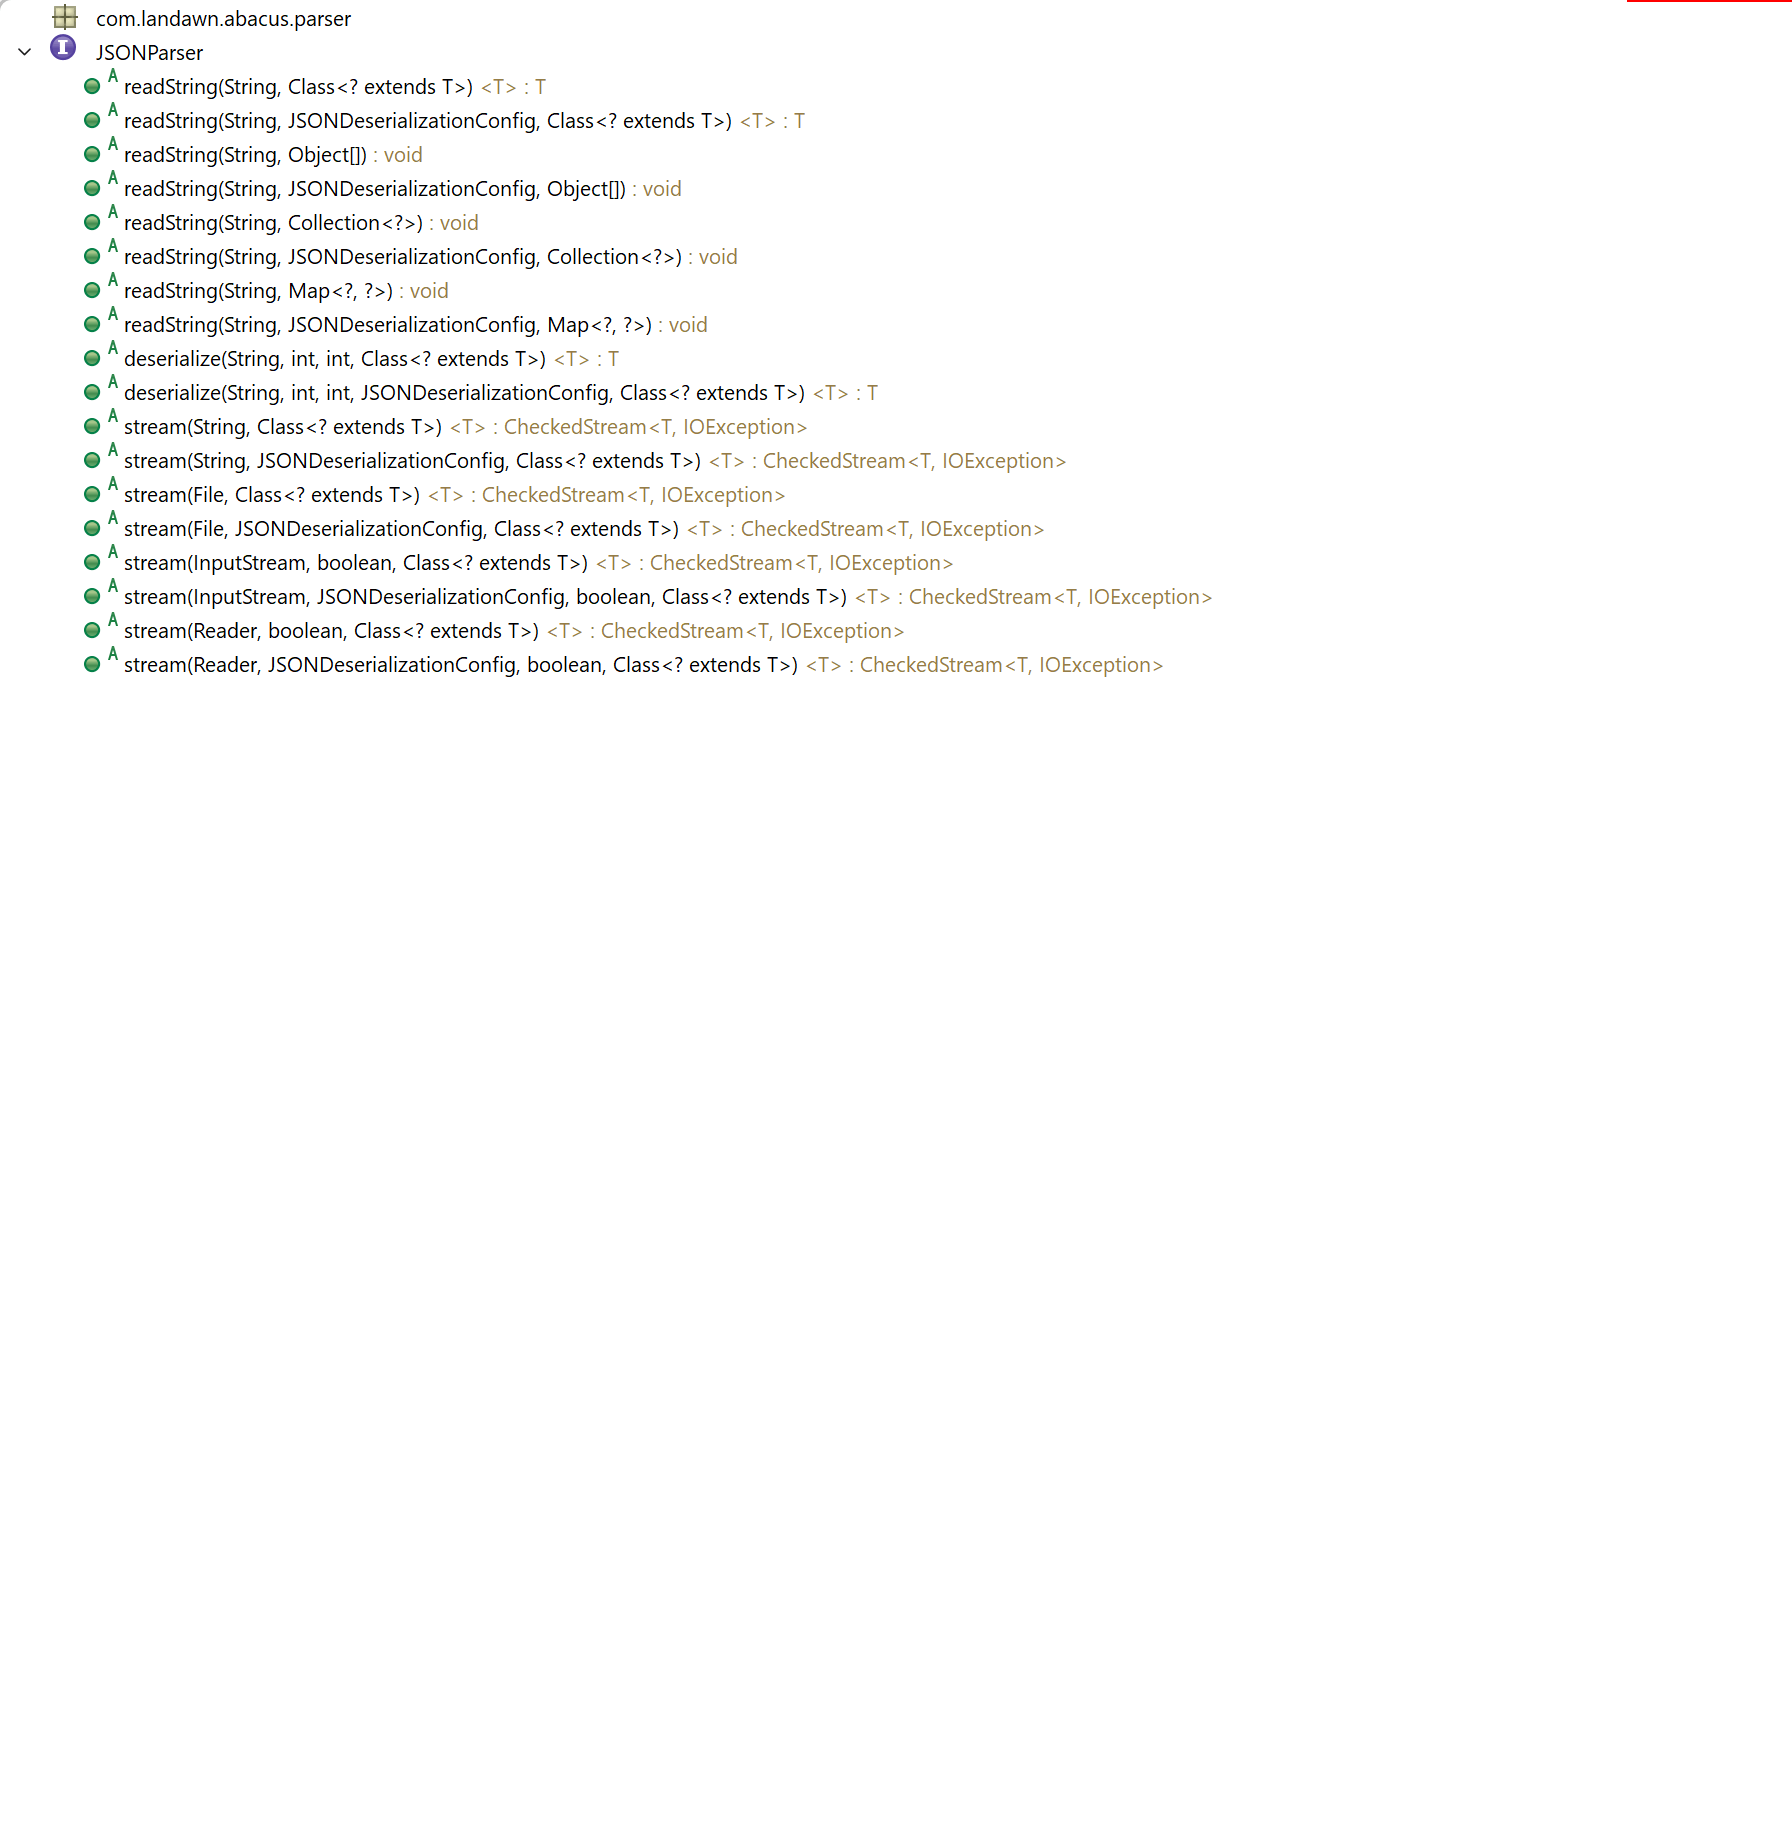 com.landawn.abacus.parser
JSONParser
A readString(String, Class<? extends T>) <T> : T
A readString(String, JSONDeserializationConfig, Class<? extends T>) <T> : T
A readString(String, Object[]) : void
A readString(String, JSONDeserializationConfig, Object[]) : void
A readString(String, Collection<?>) : void
A readString(String, JSONDeserializationConfig, Collection<?>) : void
A readString(String, Map<?, ?>) : void
A readString(String, JSONDeserializationConfig, Map<?, ?>) : void
A deserialize(String, int, int, Class<? extends T>) <T> : T
A deserialize(String, int, int, JSONDeserializationConfig, Class<? extends T>) <T> : T
A stream(String, Class<? extends T>) <T> : CheckedStream<T, IOException>
A stream(String, JSONDeserializationConfig, Class<? extends T>) <T> : CheckedStream<T, IOException>
A stream(File, Class<? extends T>) <T> : CheckedStream<T, IOException>
A stream(File, JSONDeserializationConfig, Class<? extends T>) <T> : CheckedStream<T, IOException>
A stream(InputStream, boolean, Class<? extends T>) <T> : CheckedStream<T, IOException>
A stream(InputStream, JSONDeserializationConfig, boolean, Class<? extends T>) <T> : CheckedStream<T, IOException>
A stream(Reader, boolean, Class<? extends T>) <T> : CheckedStream<T, IOException>
A stream(Reader, JSONDeserializationConfig, boolean, Class<? extends T>) <T> : CheckedStream<T, IOException>